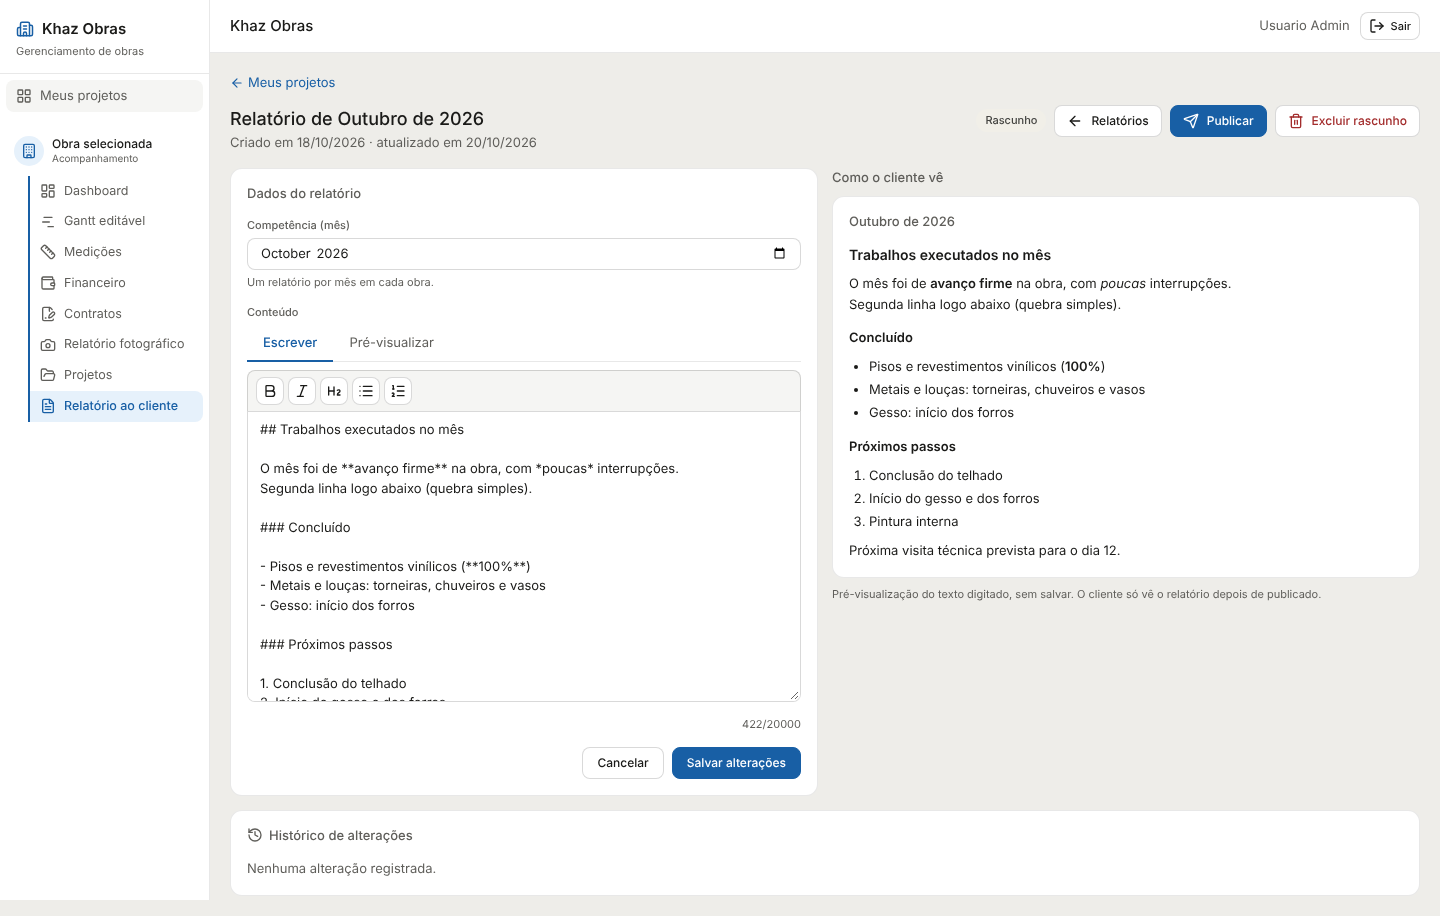 Khaz Obras
Gerenciamento de obras
Meus projetos
Obra selecionada
Acompanhamento
Dashboard
Gantt editável
Medições
Financeiro
Contratos
Relatório fotográfico
Projetos
Relatório ao cliente
Khaz Obras
Usuario Admin
Sair
Meus projetos
Relatório de Outubro de 2026
Criado em 18/10/2026 · atualizado em 20/10/2026
Rascunho
Relatórios
Publicar
Excluir rascunho
Dados do relatório
Competência (mês)
October 2026
Um relatório por mês em cada obra.
Conteúdo
Escrever
Pré-visualizar
B
I
H2
## Trabalhos executados no mês
O mês foi de **avanço firme** na obra, com *poucas* interrupções.
Segunda linha logo abaixo (quebra simples).
### Concluído
- Pisos e revestimentos vinílicos (**100%**)
- Metais e louças: torneiras, chuveiros e vasos
- Gesso: início dos forros
### Próximos passos
1. Conclusão do telhado
2. Início do gesso e dos forros
422/20000
Cancelar
Salvar alterações
Como o cliente vê
Outubro de 2026
Trabalhos executados no mês
O mês foi de avanço firme na obra, com poucas interrupções.
Segunda linha logo abaixo (quebra simples).
Concluído
• Pisos e revestimentos vinílicos (100%)
• Metais e louças: torneiras, chuveiros e vasos
• Gesso: início dos forros
Próximos passos
1. Conclusão do telhado
2. Início do gesso e dos forros
3. Pintura interna
Próxima visita técnica prevista para o dia 12.
Pré-visualização do texto digitado, sem salvar. O cliente só vê o relatório depois de publicado.
Histórico de alterações
Nenhuma alteração registrada.